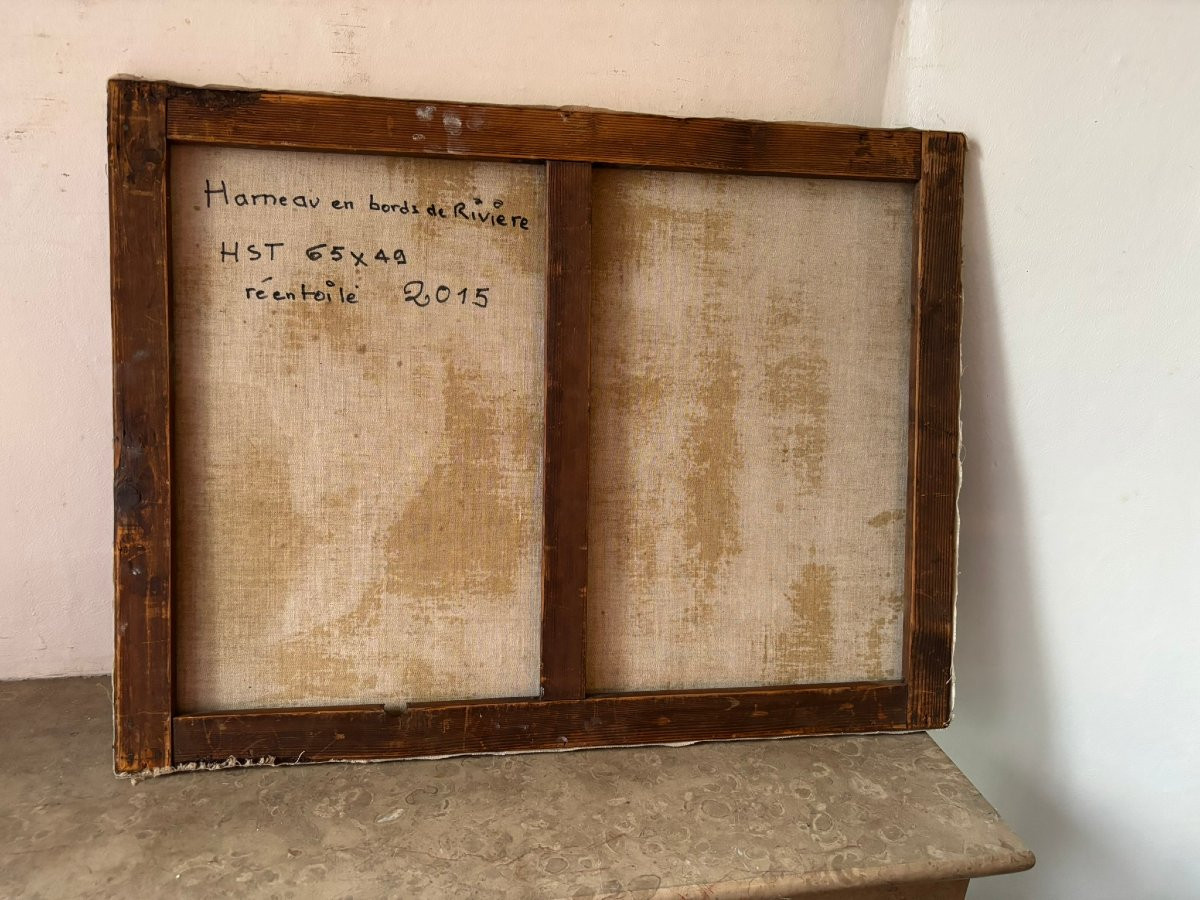 Hameau en bords de Rivière
HST 65x49
réentoilé 2015